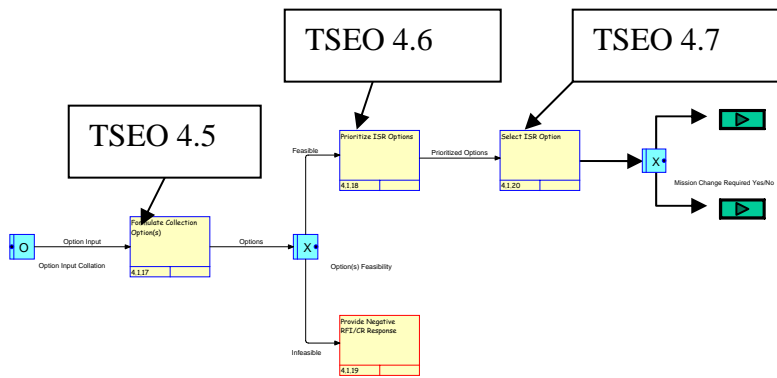 TSEO 4.6
TSEO 4.7
TSEO 4.5
Prioritize ISR Options
Select ISR Option
Feasible
Prioritized Options
X
4.1.18
4.1.20
Mission Change Required Yes/No
Formulate Collection
Option(s)
Option Input
Options
O
X
Option Input Collation
Option(s) Feasibility
4.1.17
Provide Negative
RFI/CR Response
Infeasible
4.1.19